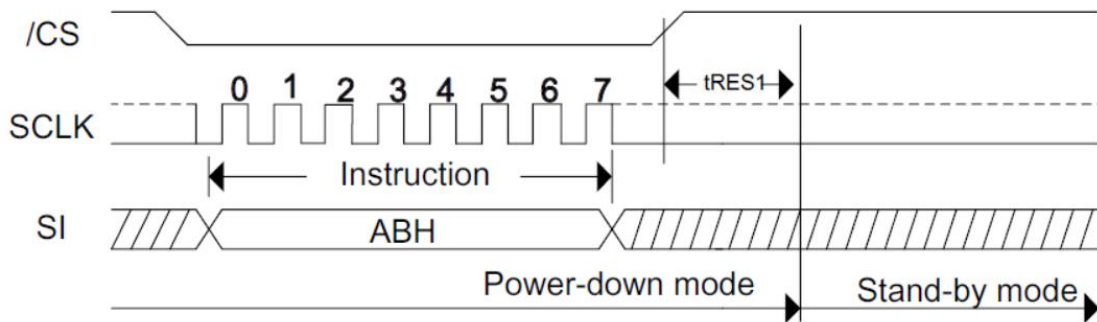 /CS
tRES1
0 1 2 3 4 5 6 7
SCLK
Instruction
SI
ABH
Power-down mode
Stand-by mode